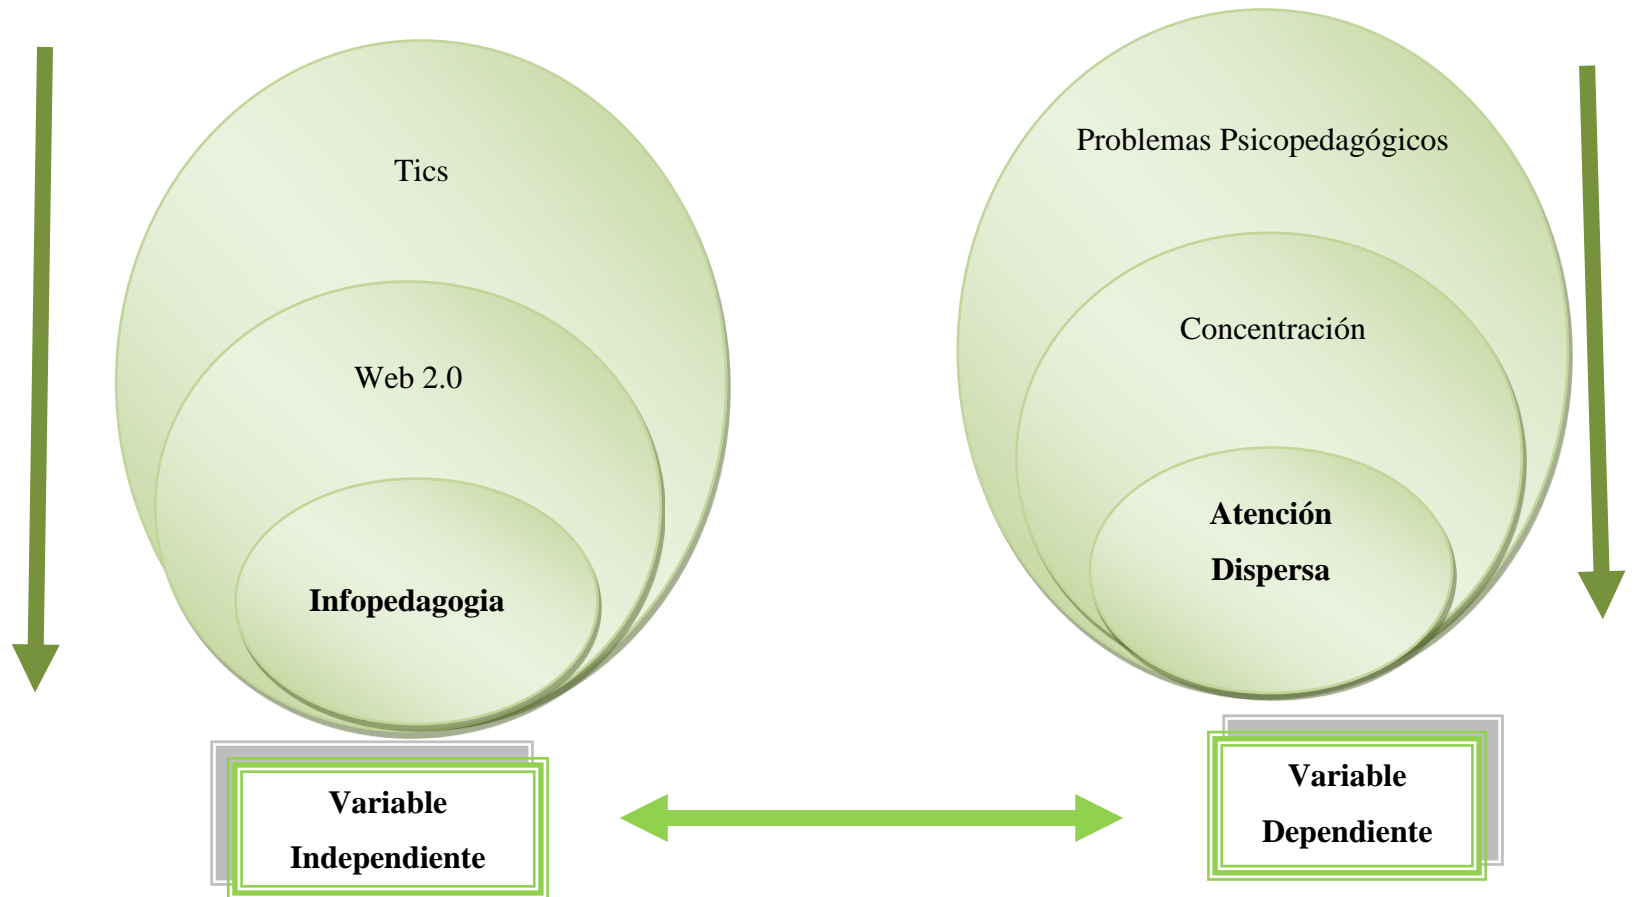 Tics
Web 2.0
Infopedagogia
Variable
Independiente
Problemas Psicopedagógicos
Concentración
Atención
Dispersa
Variable
Dependiente